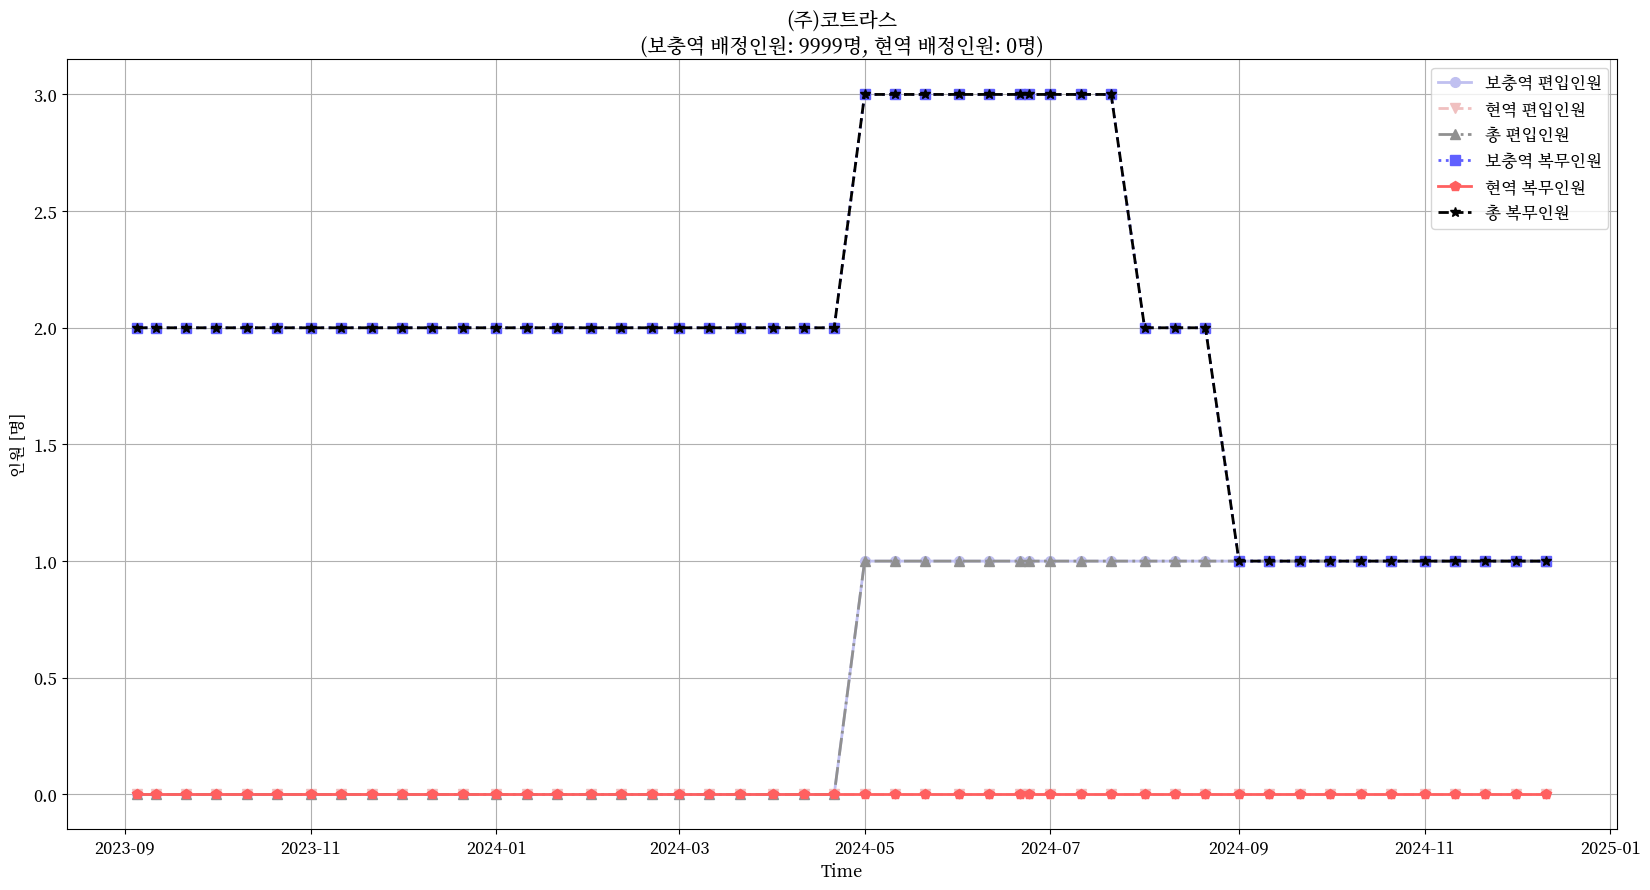 (주)코트라스
(보충역 배정인원: 9999명, 현역 배정인원: 0명)
보충역 편입인원
현역 편입인원
총 편입인원
보충역 복무인원
현역 복무인원
총 복무인원
인원 [명]
3.0
2.5
2.0
1.5
1.0
0.5
0.0
2023-09 2023-11 2024-01 2024-03 2024-05 2024-07 2024-09 2024-11 2025-01
Time